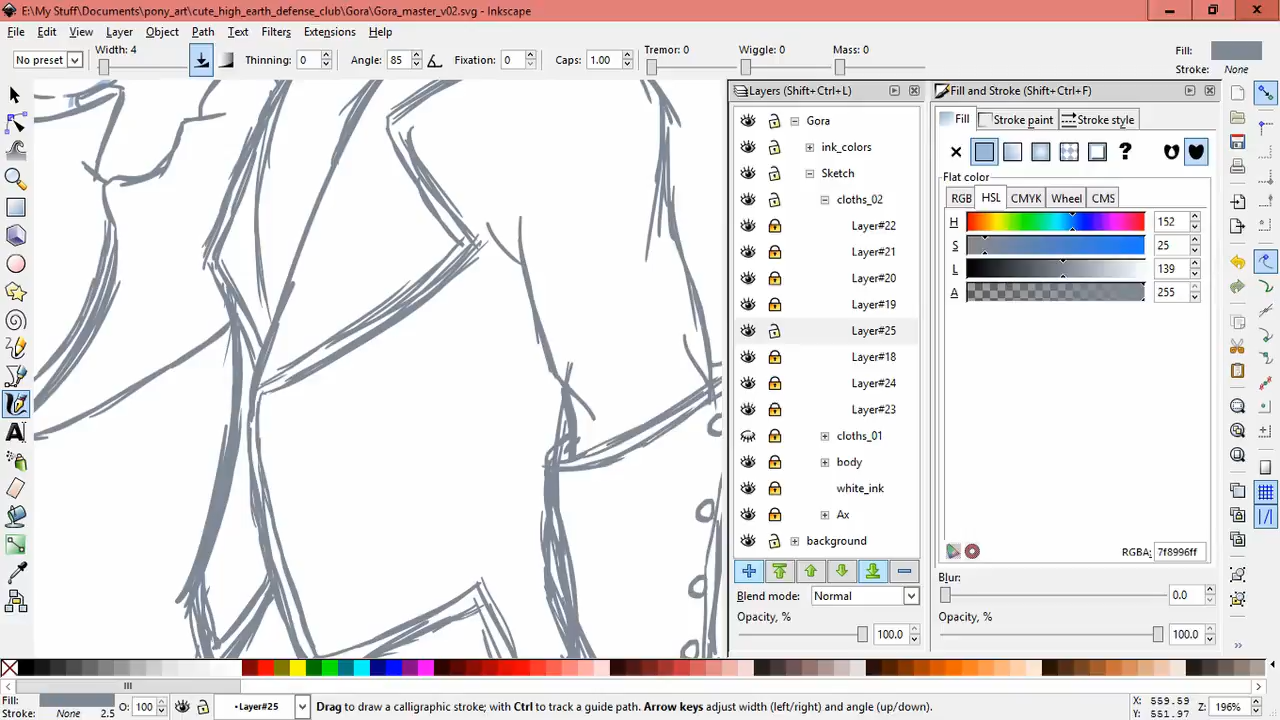 E:\My Stuff\Documents\pony_art\cute_high_earth_defense_club\Gora\Gora_master_v02.svg - Inkscape
File Edit View Layer Object Path Text Filters Extensions Help
No preset Width: 4 Thinning: 0 Angle: 85 Fixation: 0 Caps: 1.00 Tremor: 0 Wiggle: 0 Mass: 0 Fill: Stroke: None
Layers (Shift+Ctrl+L)
Gora
ink_colors
Sketch
cloths_02
Layer#22
Layer#21
Layer#20
Layer#19
Layer#25
Layer#18
Layer#24
Layer#23
cloths_01
body
white_ink
Ax
background
Blend mode: Normal
Opacity, %
100.0
Fill and Stroke (Shift+Ctrl+F)
Fill Stroke paint Stroke style
?
Flat color
RGB HSL CMYK Wheel CMS
H 152
S 25
L 139
A 255
RGBA: 7f8996ff
Blur:
0.0
Opacity, %
100.0
Fill:
Stroke: None 2.5
O: 100
•Layer#25
Drag to draw a calligraphic stroke; with Ctrl to track a guide path. Arrow keys adjust width (left/right) and angle (up/down).
X: 559.59
Y: 551.97
Z: 196%